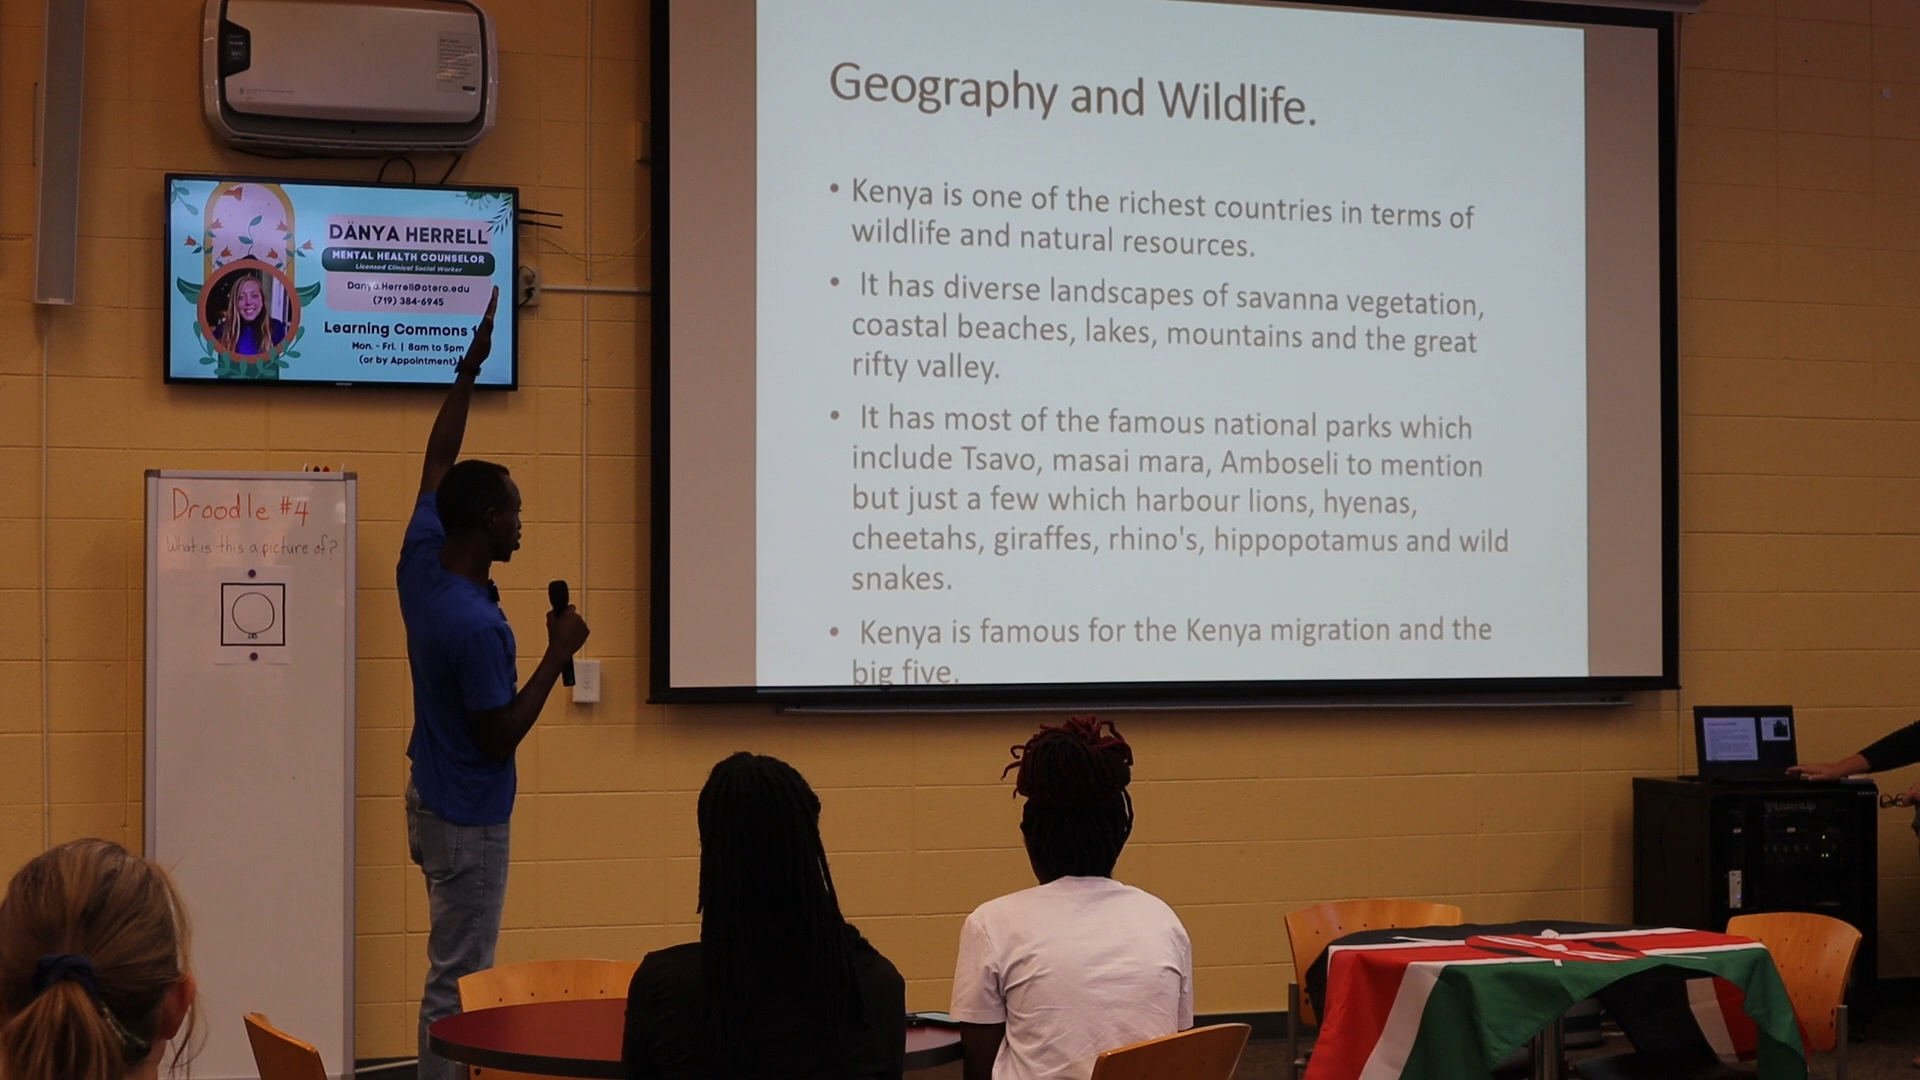 Geography and Wildlife.
• Kenya is one of the richest countries in terms of
wildlife and natural resources.
• It has diverse landscapes of savanna vegetation,
coastal beaches, lakes, mountains and the great
rifty valley.
• It has most of the famous national parks which
include Tsavo, masai mara, Amboseli to mention
but just a few which harbour lions, hyenas,
cheetahs, giraffes, rhino's, hippopotamus and wild
snakes.
• Kenya is famous for the Kenya migration and the
big five.
DÄNYA HERRELL
MENTAL HEALTH COUNSELOR
Licensed Clinical Social Worker
Danya.Herrell@otero.edu
(719) 384-6945
Learning Commons
Mon. - Fri. | 8am to 5pm
(or by Appointment)
Droodle #4
What is this a picture of?
ListenUp